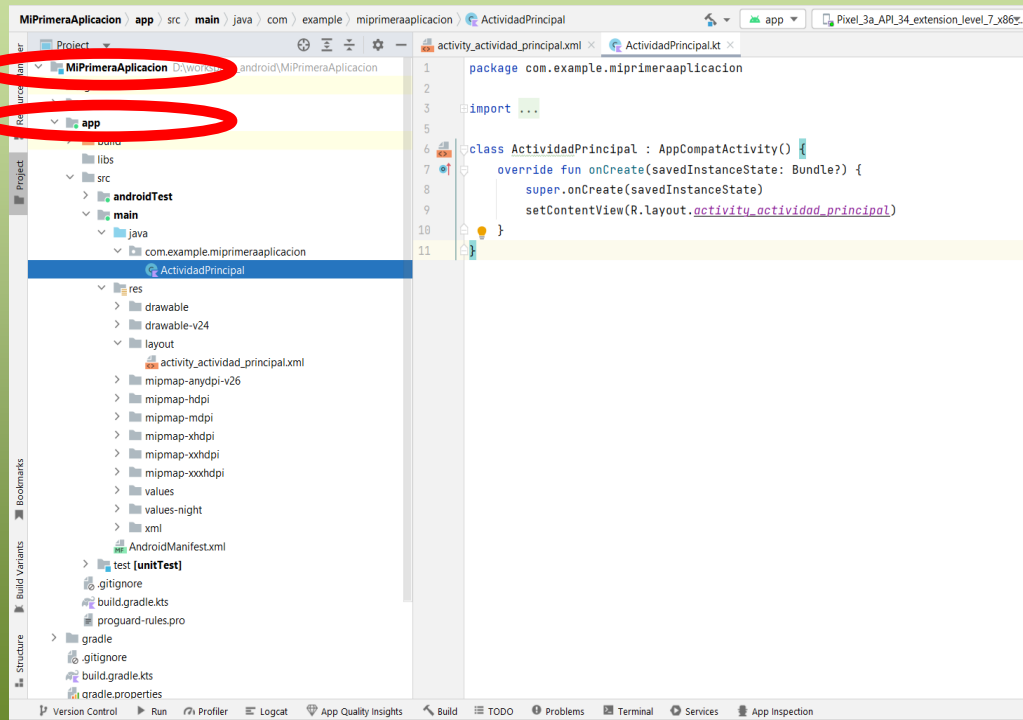 MiPrimeraAplicacion app src main java com example miprimeraaplicacion ActividadPrincipal app Pixel_3a_API_34_extension_level_7_x86
Project
activity_actividad_principal.xml ActividadPrincipal.kt
MiPrimeraAplicacion _android\MiPrimeraAplicacion
app
build
libs
src
androidTest
main
java
com.example.miprimeraaplicacion
ActividadPrincipal
res
drawable
drawable-v24
layout
activity_actividad_principal.xml
mipmap-anydpi-v26
mipmap-hdpi
mipmap-mdpi
mipmap-xhdpi
mipmap-xxhdpi
mipmap-xxxhdpi
values
values-night
xml
AndroidManifest.xml
test [unitTest]
.gitignore
build.gradle.kts
proguard-rules.pro
gradle
.gitignore
build.gradle.kts
gradle.properties
1 package com.example.miprimeraaplicacion
2
3 import ...
5
6 class ActividadPrincipal : AppCompatActivity() {
7 override fun onCreate(savedInstanceState: Bundle?) {
8 super.onCreate(savedInstanceState)
9 setContentView(R.layout.activity_actividad_principal)
10 }
11 }
Project
Bookmarks
Build Variants
Structure
Version Control Run Profiler Logcat App Quality Insights Build TODO Problems Terminal Services App Inspection